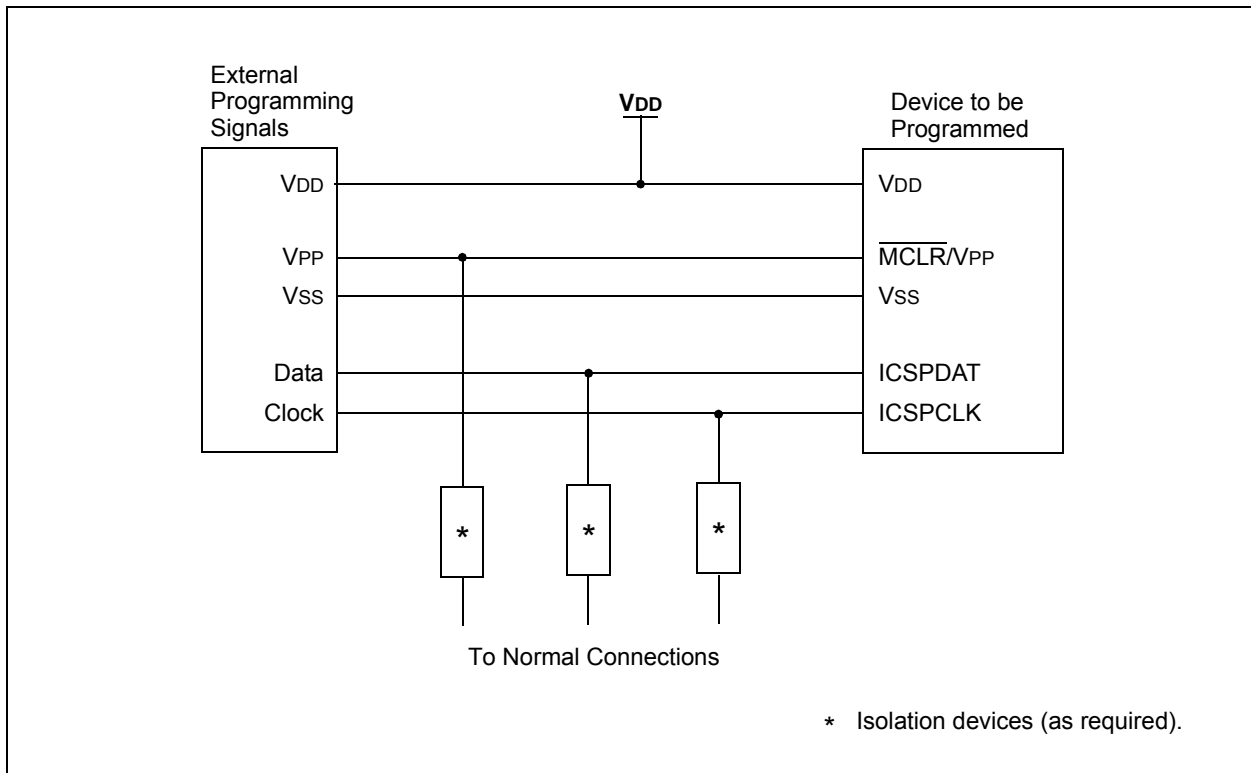 External
Programming
Signals
VDD
Device to be
Programmed
VDD
VDD
VPP
MCLR/VPP
VSS
VSS
Data
ICSPDAT
Clock
ICSPCLK
*
*
*
To Normal Connections
* Isolation devices (as required).